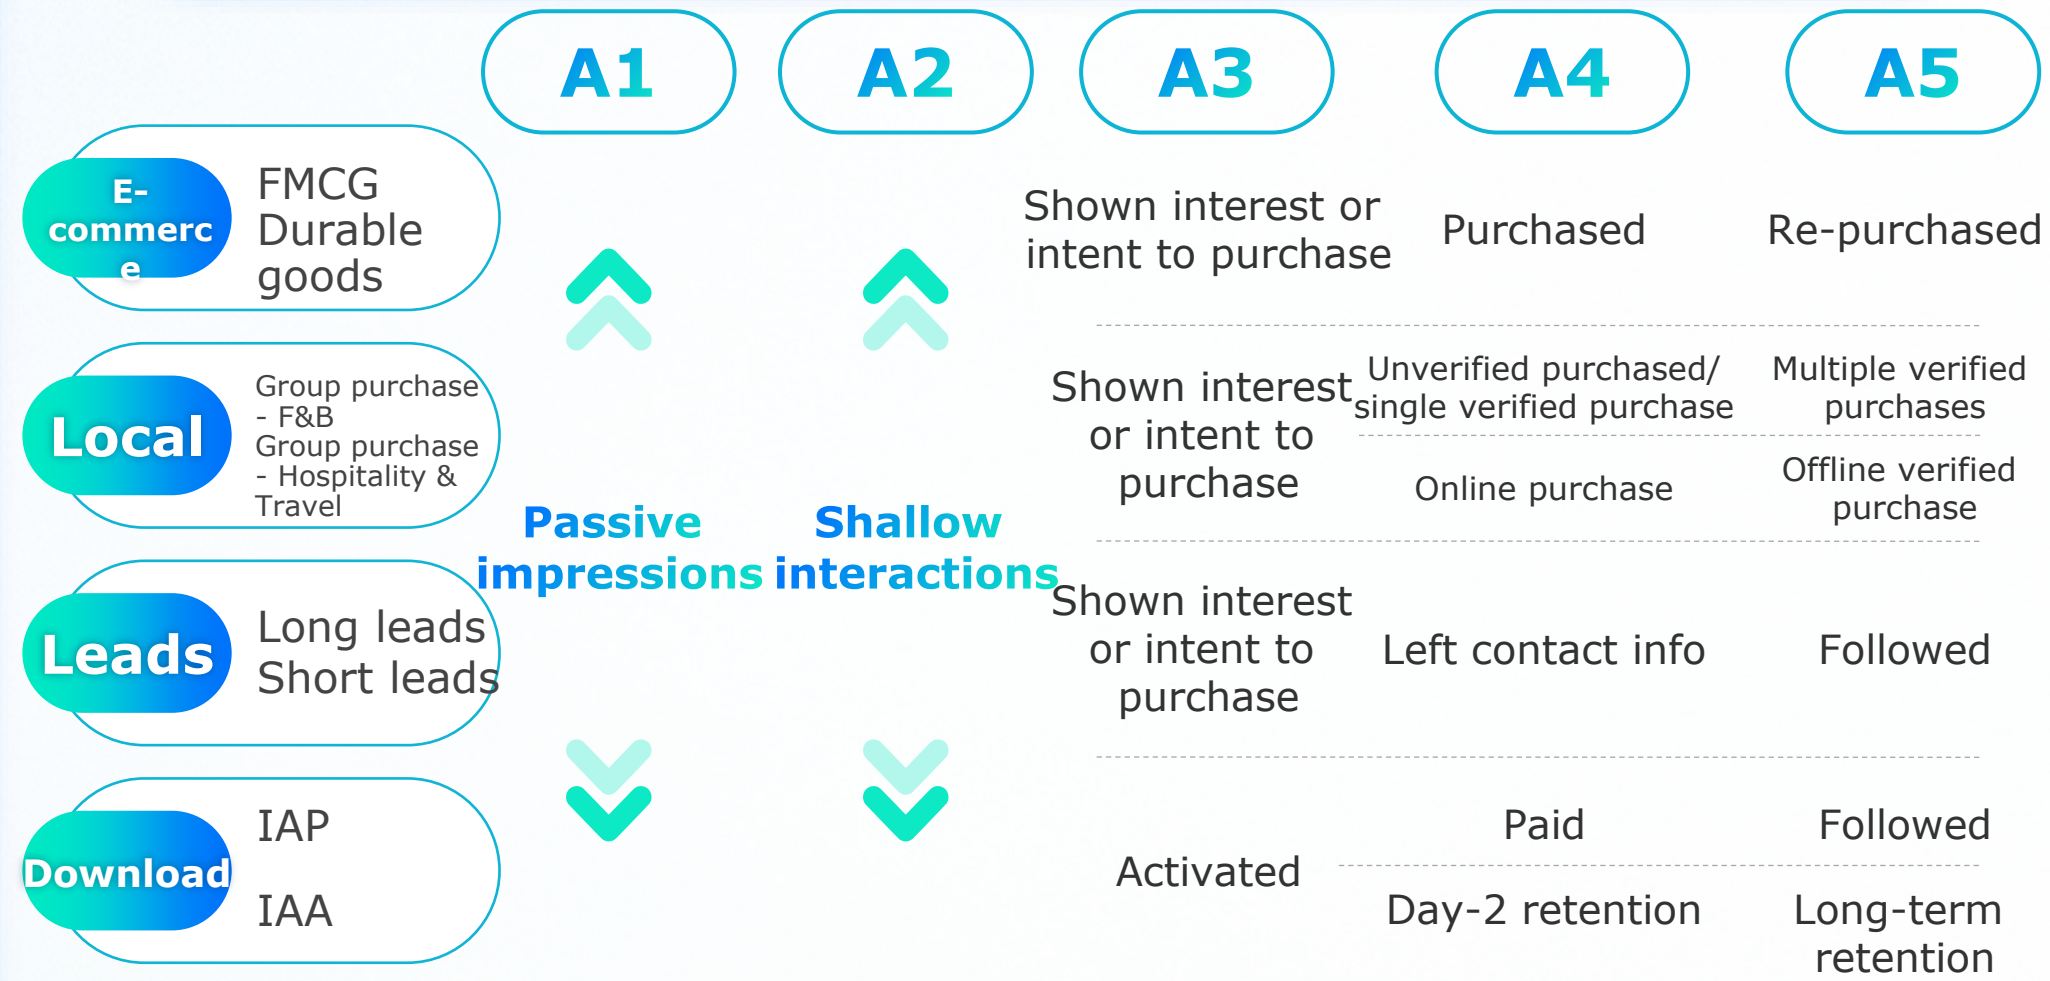 A1
A2
A3
A4
A5
E-
commerc
e
FMCG
Durable
goods
Shown interest or
intent to purchase
Purchased
Re-purchased
Local
Group purchase
- F&B
Group purchase
- Hospitality &
Travel
Shown interest
or intent to
purchase
Unverified purchased/
single verified purchase
Multiple verified
purchases
Online purchase
Offline verified
purchase
Passive
impressions
Shallow
interactions
Leads
Long leads
Short leads
Shown interest
or intent to
purchase
Left contact info
Followed
Download
IAP
IAA
Activated
Paid
Followed
Day-2 retention
Long-term
retention